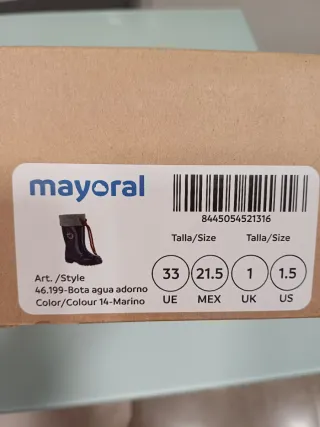 mayoral
8445054521316
Talla/Size Talla/Size
33 21.5 1 1.5
UE MEX UK US
Art. /Style
46.199-Bota agua adorno
Color/Colour 14-Marino